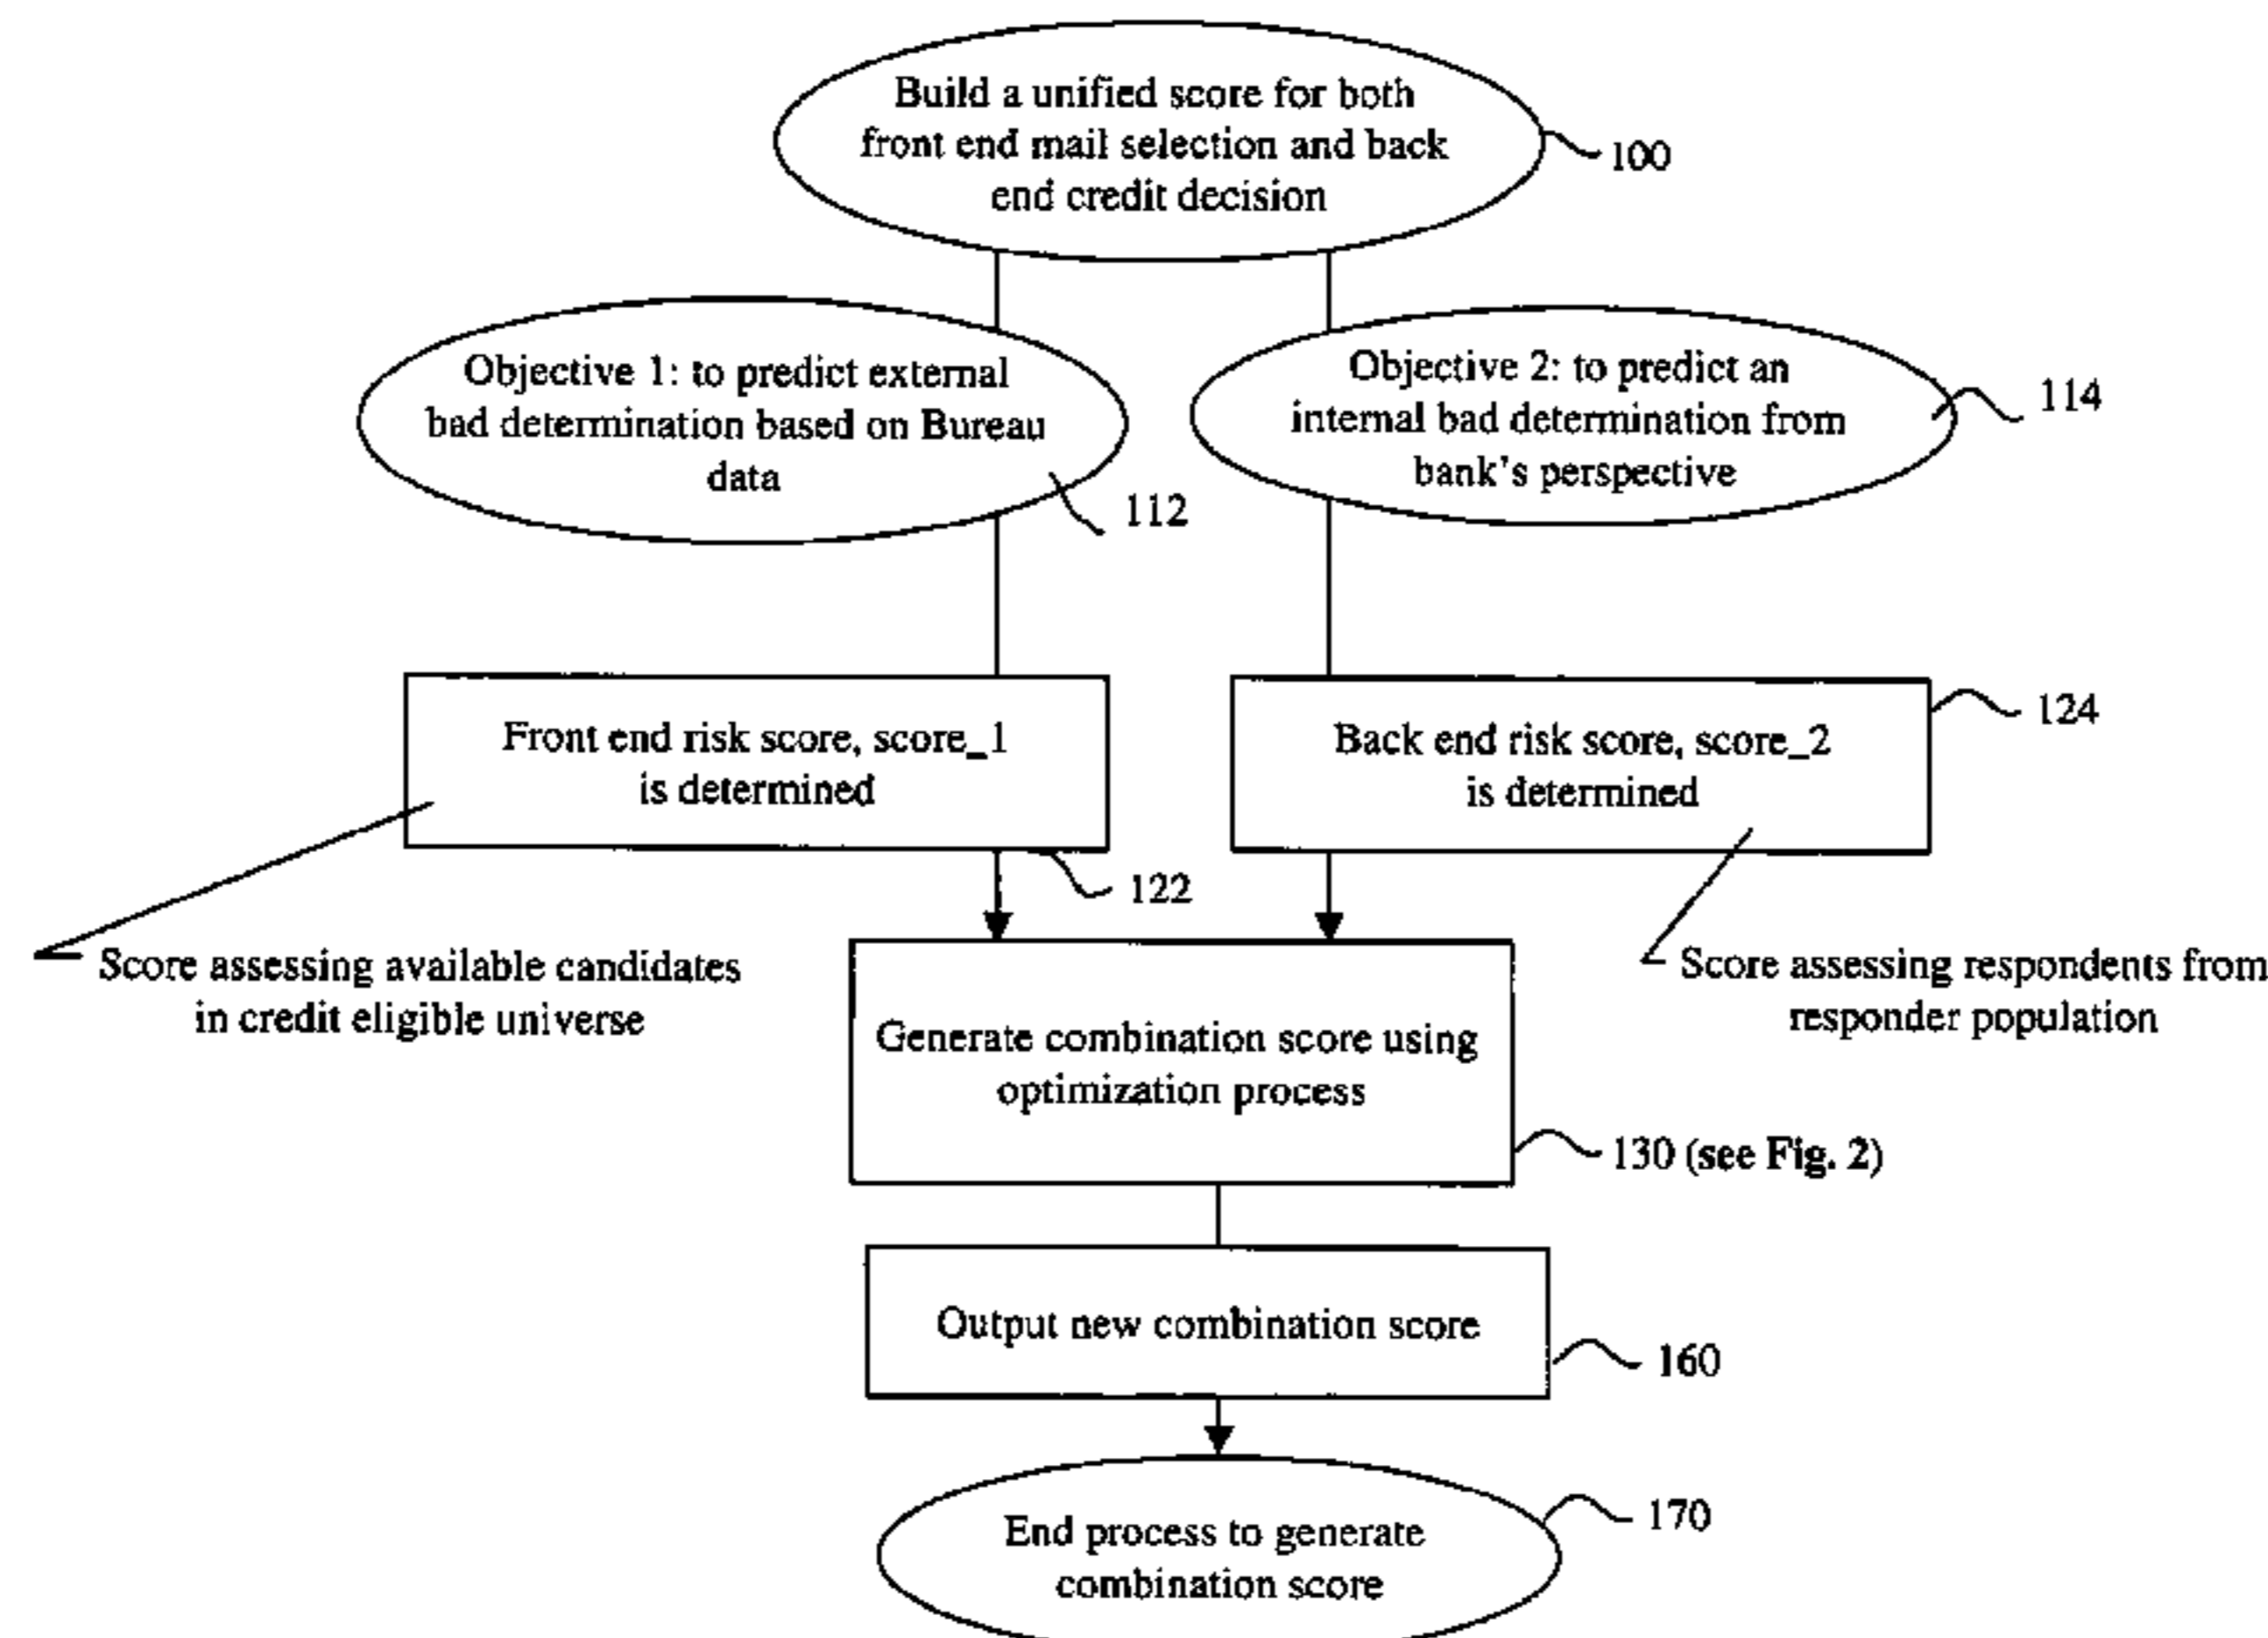 Build a unified score for both
front end mail selection and back
end credit decision
100
Objective 1: to predict external
bad determination based on Bureau
data
112
Objective 2: to predict an
internal bad determination from
bank's perspective
114
Front end risk score, score_1
is determined
122
Back end risk score, score_2
is determined
124
Score assessing available candidates
in credit eligible universe
Score assessing respondents from
responder population
Generate combination score using
optimization process
130 (see Fig. 2)
Output new combination score
160
End process to generate
combination score
170